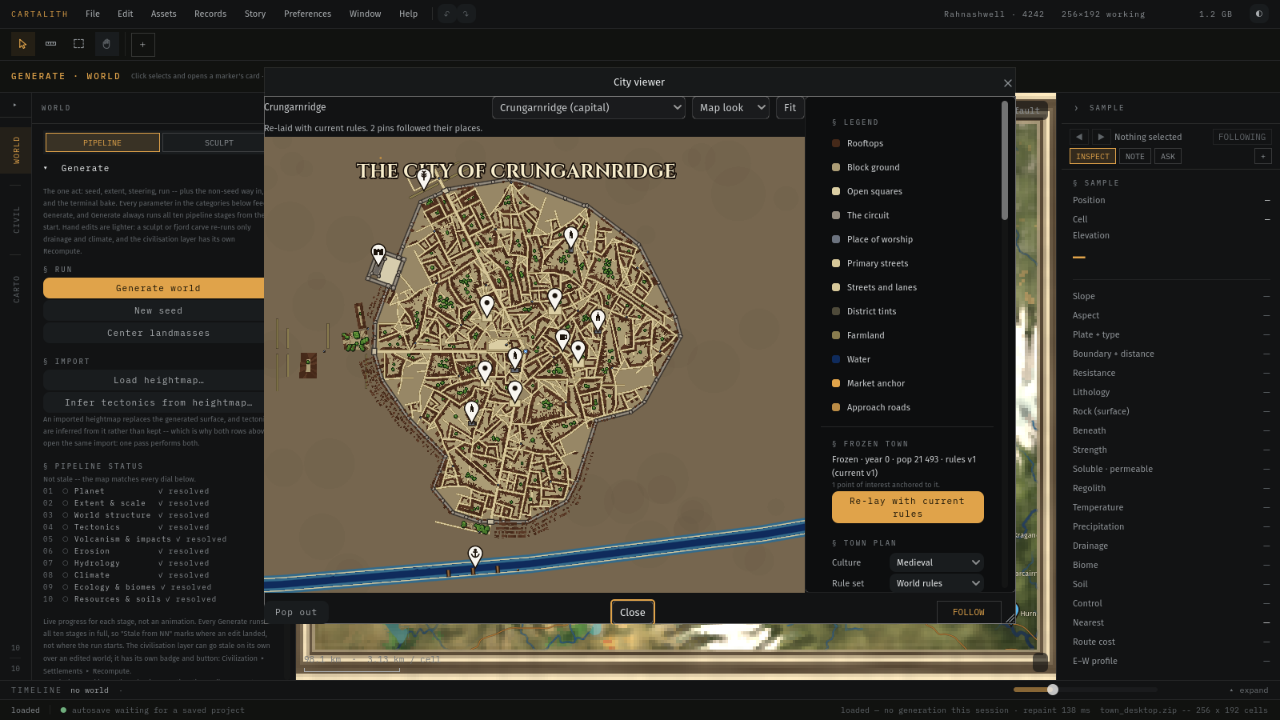 CARTALITH File Edit Assets Records Story Preferences Window Help
Rahnashwell · 4242 256×192 working 1.2 GB
GENERATE · WORLD Click selects and opens a marker's card
WORLD
CIVIL
CARTO
10
10
WORLD
PIPELINE SCULPT
Generate
The one act: seed, extent, steering, run — plus the non-seed way in,
and the terminal bake. Every parameter in the categories below
Generate, and Generate always runs all ten pipeline stages from the
start. Hand edits are lighter: a sculpt or fjord carve re-runs only
drainage and climate, and the civilisation layer has its own
Recompute.
§ RUN
Generate world
New seed
Center landmasses
§ IMPORT
Load heightmap…
Infer tectonics from heightmap…
An imported heightmap replaces the generated surface, and
it from rather than kept — which is why both rows above
open the same import: one pass performs both.
§ PIPELINE STATUS
Not stale — the map matches every dial below.
01 Planet √ resolved
02 Extent & scale √ resolved
03 World structure √ resolved
04 Tectonics √ resolved
05 Volcanism & impacts √ resolved
06 Erosion √ resolved
07 Hydrology √ resolved
08 Climate √ resolved
09 Ecology & biomes √ resolved
10 Resources & soils √ resolved
Live progress for each stage, not an animation. Every Generate
all ten stages in full, so "Stale from NN" marks where an edit landed,
not where the run starts. The civilisation layer can go stale on its own
over an edited world; it has its own badge and button: Civilization •
Settlements • Recompute.
City viewer
Crungarnridge Crungarnridge (capital) Map look Fit
Re-laid with current rules. 2 pins followed their places.
THE CITY OF CRUNGARNRIDGE
§ LEGEND
Rooftops
Block ground
Open squares
The circuit
Place of worship
Primary streets
Streets and lanes
District tints
Farmland
Water
Market anchor
Approach roads
§ FROZEN TOWN
Frozen · year 0 · pop 21 493 · rules v1
(current v1)
1 point of interest anchored to it.
Re-lay with current
rules
§ TOWN PLAN
Culture Medieval
Rule set World rules
Pop out Close FOLLOW
SAMPLE
Nothing selected FOLLOWING
INSPECT NOTE ASK +
§ SAMPLE
Position –
Cell –
Elevation
—
Slope —
Aspect —
Plate + type —
Boundary + distance —
Resistance —
Lithology —
Rock (surface) —
Beneath —
Strength —
Soluble · permeable —
Regolith —
Temperature —
Precipitation —
Drainage —
Biome —
Soil —
Control —
Nearest —
Route cost —
E–W profile —
TIMELINE no world · expand
loaded autosave waiting for a saved project
loaded — no generation this session · repaint 138 ms town_desktop.zip -- 256 x 192 cells